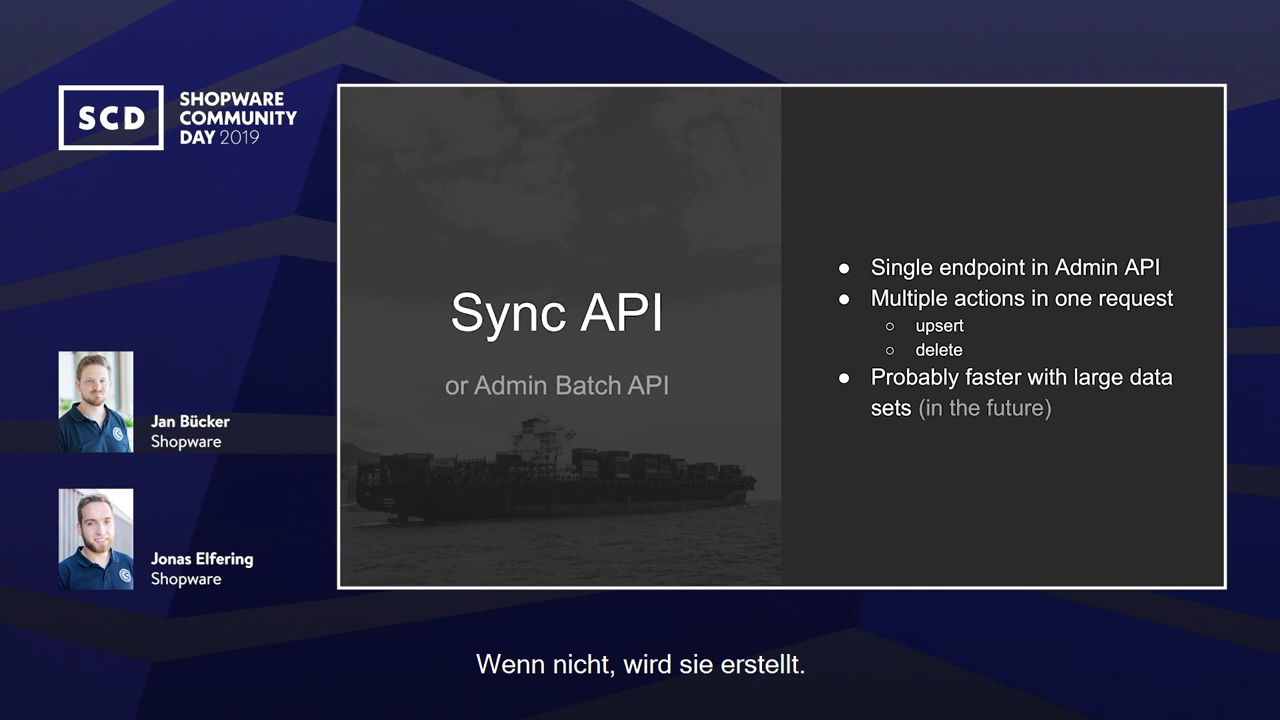 SCD
SHOPWARE
COMMUNITY
DAY 2019
Jan Bücker
Shopware
Jonas Elfering
Shopware
Sync API
or Admin Batch API
● Single endpoint in Admin API
● Multiple actions in one request
○ upsert
○ delete
● Probably faster with large data
sets (in the future)
Wenn nicht, wird sie erstellt.